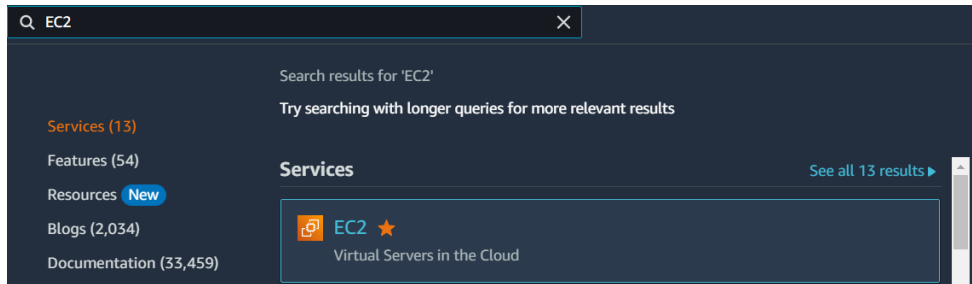 EC2
Search results for 'EC2'
Try searching with longer queries for more relevant results
Services (13)
Features (54)
Resources New
Blogs (2,034)
Documentation (33,459)
Services
See all 13 results
EC2
Virtual Servers in the Cloud